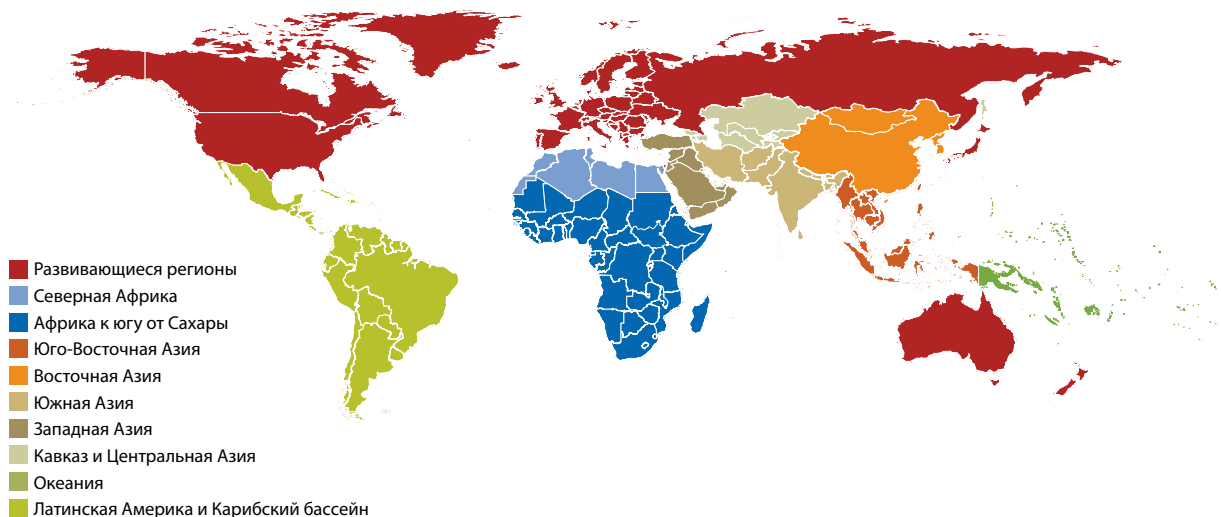 Развивающиеся регионы
Северная Африка
Африка к югу от Сахары
Юго-Восточная Азия
Восточная Азия
Южная Азия
Западная Азия
Кавказ и Центральная Азия
Океания
Латинская Америка и Карибский бассейн